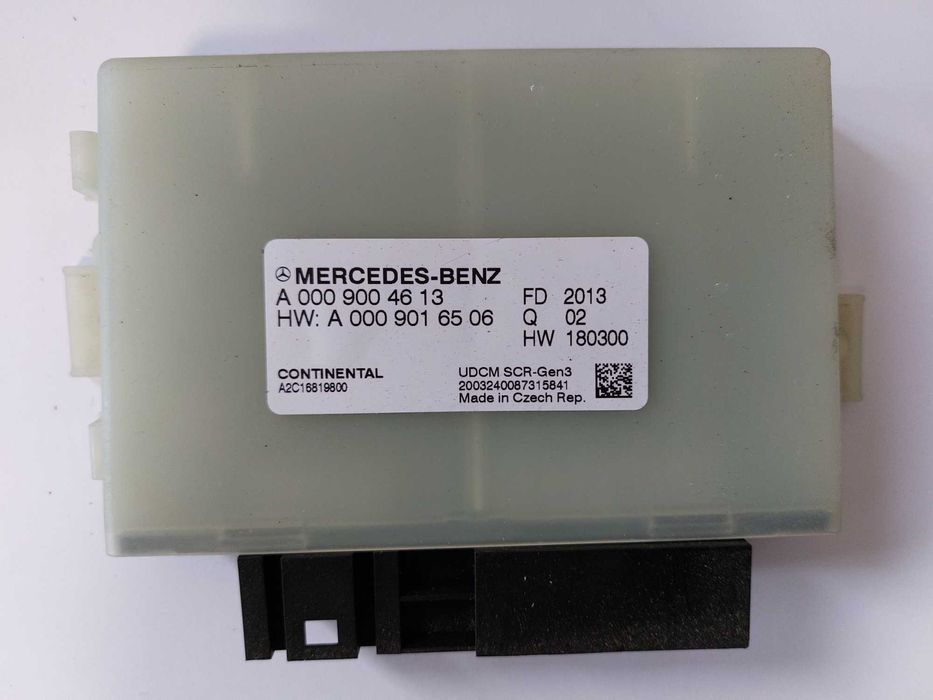 MERCEDES-BENZ
A 000 900 46 13
HW: A 000 901 65 06
FD 2013
Q 02
HW 180300
CONTINENTAL
A2C16819800
UDCM SCR-Gen3
2003240087315841
Made in Czech Rep.